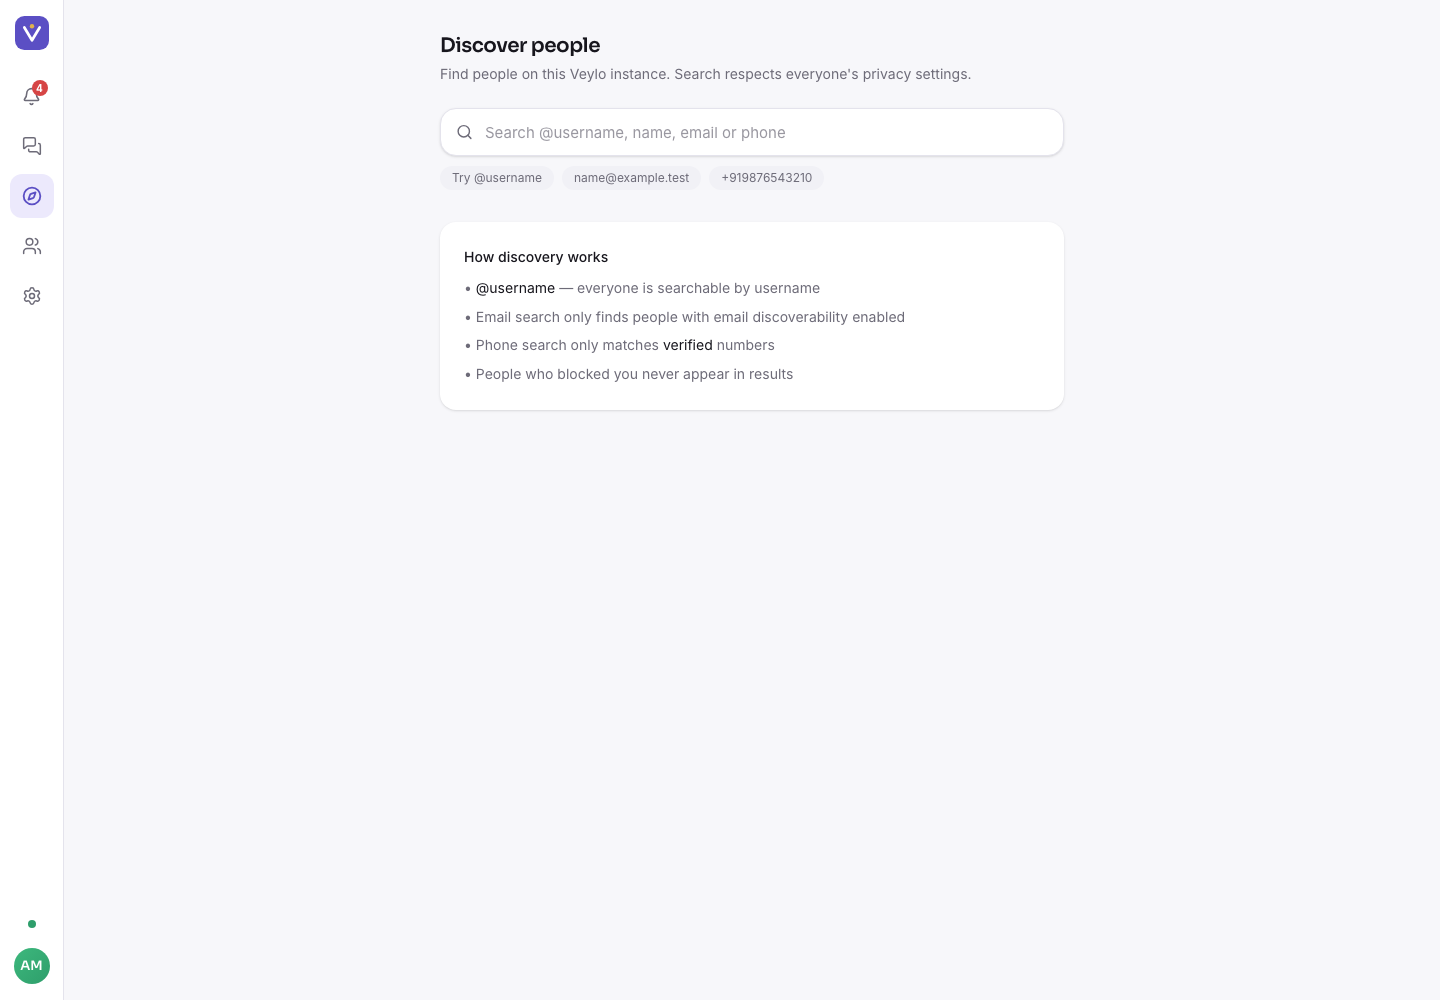 4
Discover people
Find people on this Veylo instance. Search respects everyone's privacy settings.
Search @username, name, email or phone
Try @username
name@example.test
+919876543210
How discovery works
• @username — everyone is searchable by username
• Email search only finds people with email discoverability enabled
• Phone search only matches verified numbers
• People who blocked you never appear in results
AM